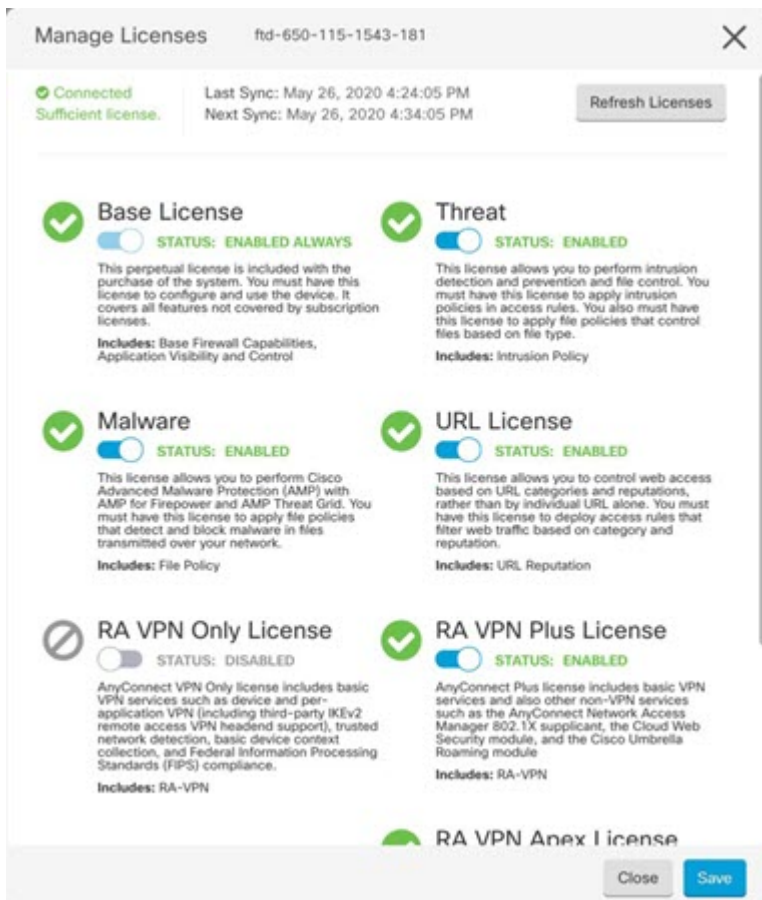 Manage Licenses ftd-650-115-1543-181
Connected
Sufficient license.
Last Sync: May 26, 2020 4:24:05 PM
Next Sync: May 26, 2020 4:34:05 PM
Refresh Licenses
Base License
STATUS: ENABLED ALWAYS
This perpetual license is included with the
purchase of the system. You must have this
license to configure and use the device. It
covers all features not covered by subscription
licenses.
Includes: Base Firewall Capabilities,
Application Visibility and Control
Threat
STATUS: ENABLED
This license allows you to perform intrusion
detection and prevention and file control. You
must have this license to apply intrusion
policies in access rules. You also must have
this license to apply file policies that control
files based on file type.
Includes: Intrusion Policy
Malware
STATUS: ENABLED
This license allows you to perform Cisco
Advanced Malware Protection (AMP) with
AMP for Firepower and AMP Threat Grid. You
must have this license to apply file policies
that detect and block malware in files
transmitted over your network.
Includes: File Policy
URL License
STATUS: ENABLED
This license allows you to control web access
based on URL categories and reputations,
rather than by individual URL alone. You must
have this license to deploy access rules that
filter web traffic based on category and
reputation.
Includes: URL Reputation
RA VPN Only License
STATUS: DISABLED
AnyConnect VPN Only license includes basic
VPN services such as device and per-
application VPN (including third-party IKEv2
remote access VPN headend support), trusted
network detection, basic device context
collection, and Federal Information Processing
Standards (FIPS) compliance.
Includes: RA-VPN
RA VPN Plus License
STATUS: ENABLED
AnyConnect Plus license includes basic VPN
services and also other non-VPN services
such as the AnyConnect Network Access
Manager 802.1X supplicant, the Cloud Web
Security module, and the Cisco Umbrella
Roaming module
Includes: RA-VPN
RA VPN Apex License
Close
Save